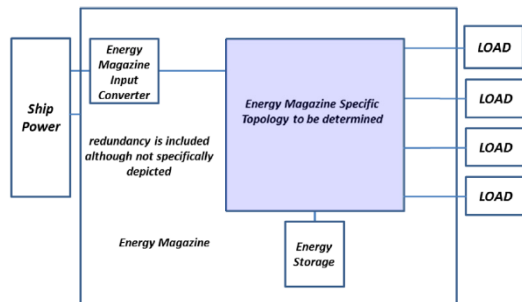 Energy
Magazine
Input
Converter
Ship
Power
Energy Magazine Specific
Topology to be determined
LOAD
LOAD
LOAD
LOAD
redundancy is included
although not specifically
depicted
Energy Magazine
Energy
Storage